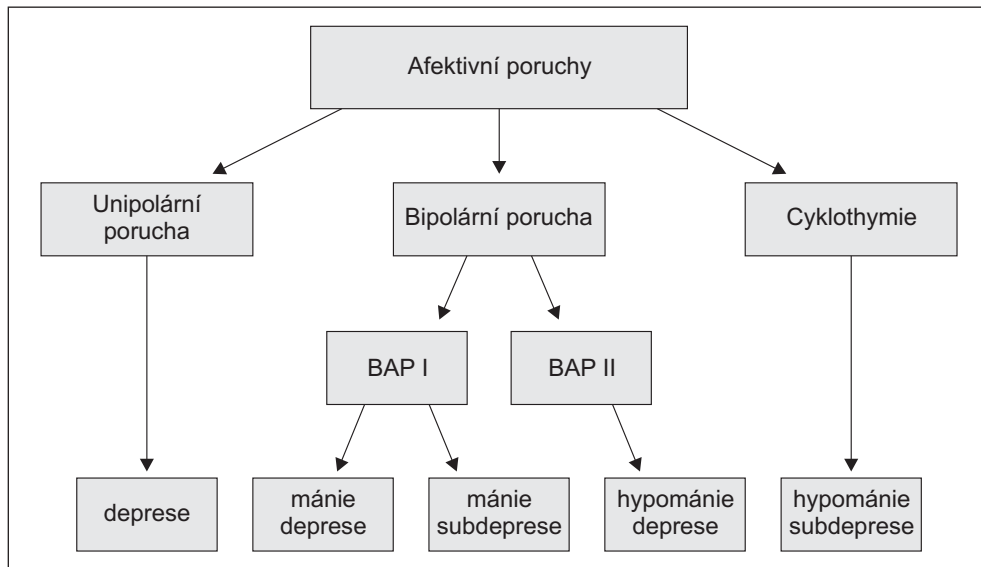 Afektivní poruchy
Unipolární
porucha
Bipolární porucha
Cyklothymie
BAP I
BAP II
deprese
mánie
deprese
mánie
subdeprese
hypománie
deprese
hypománie
subdeprese